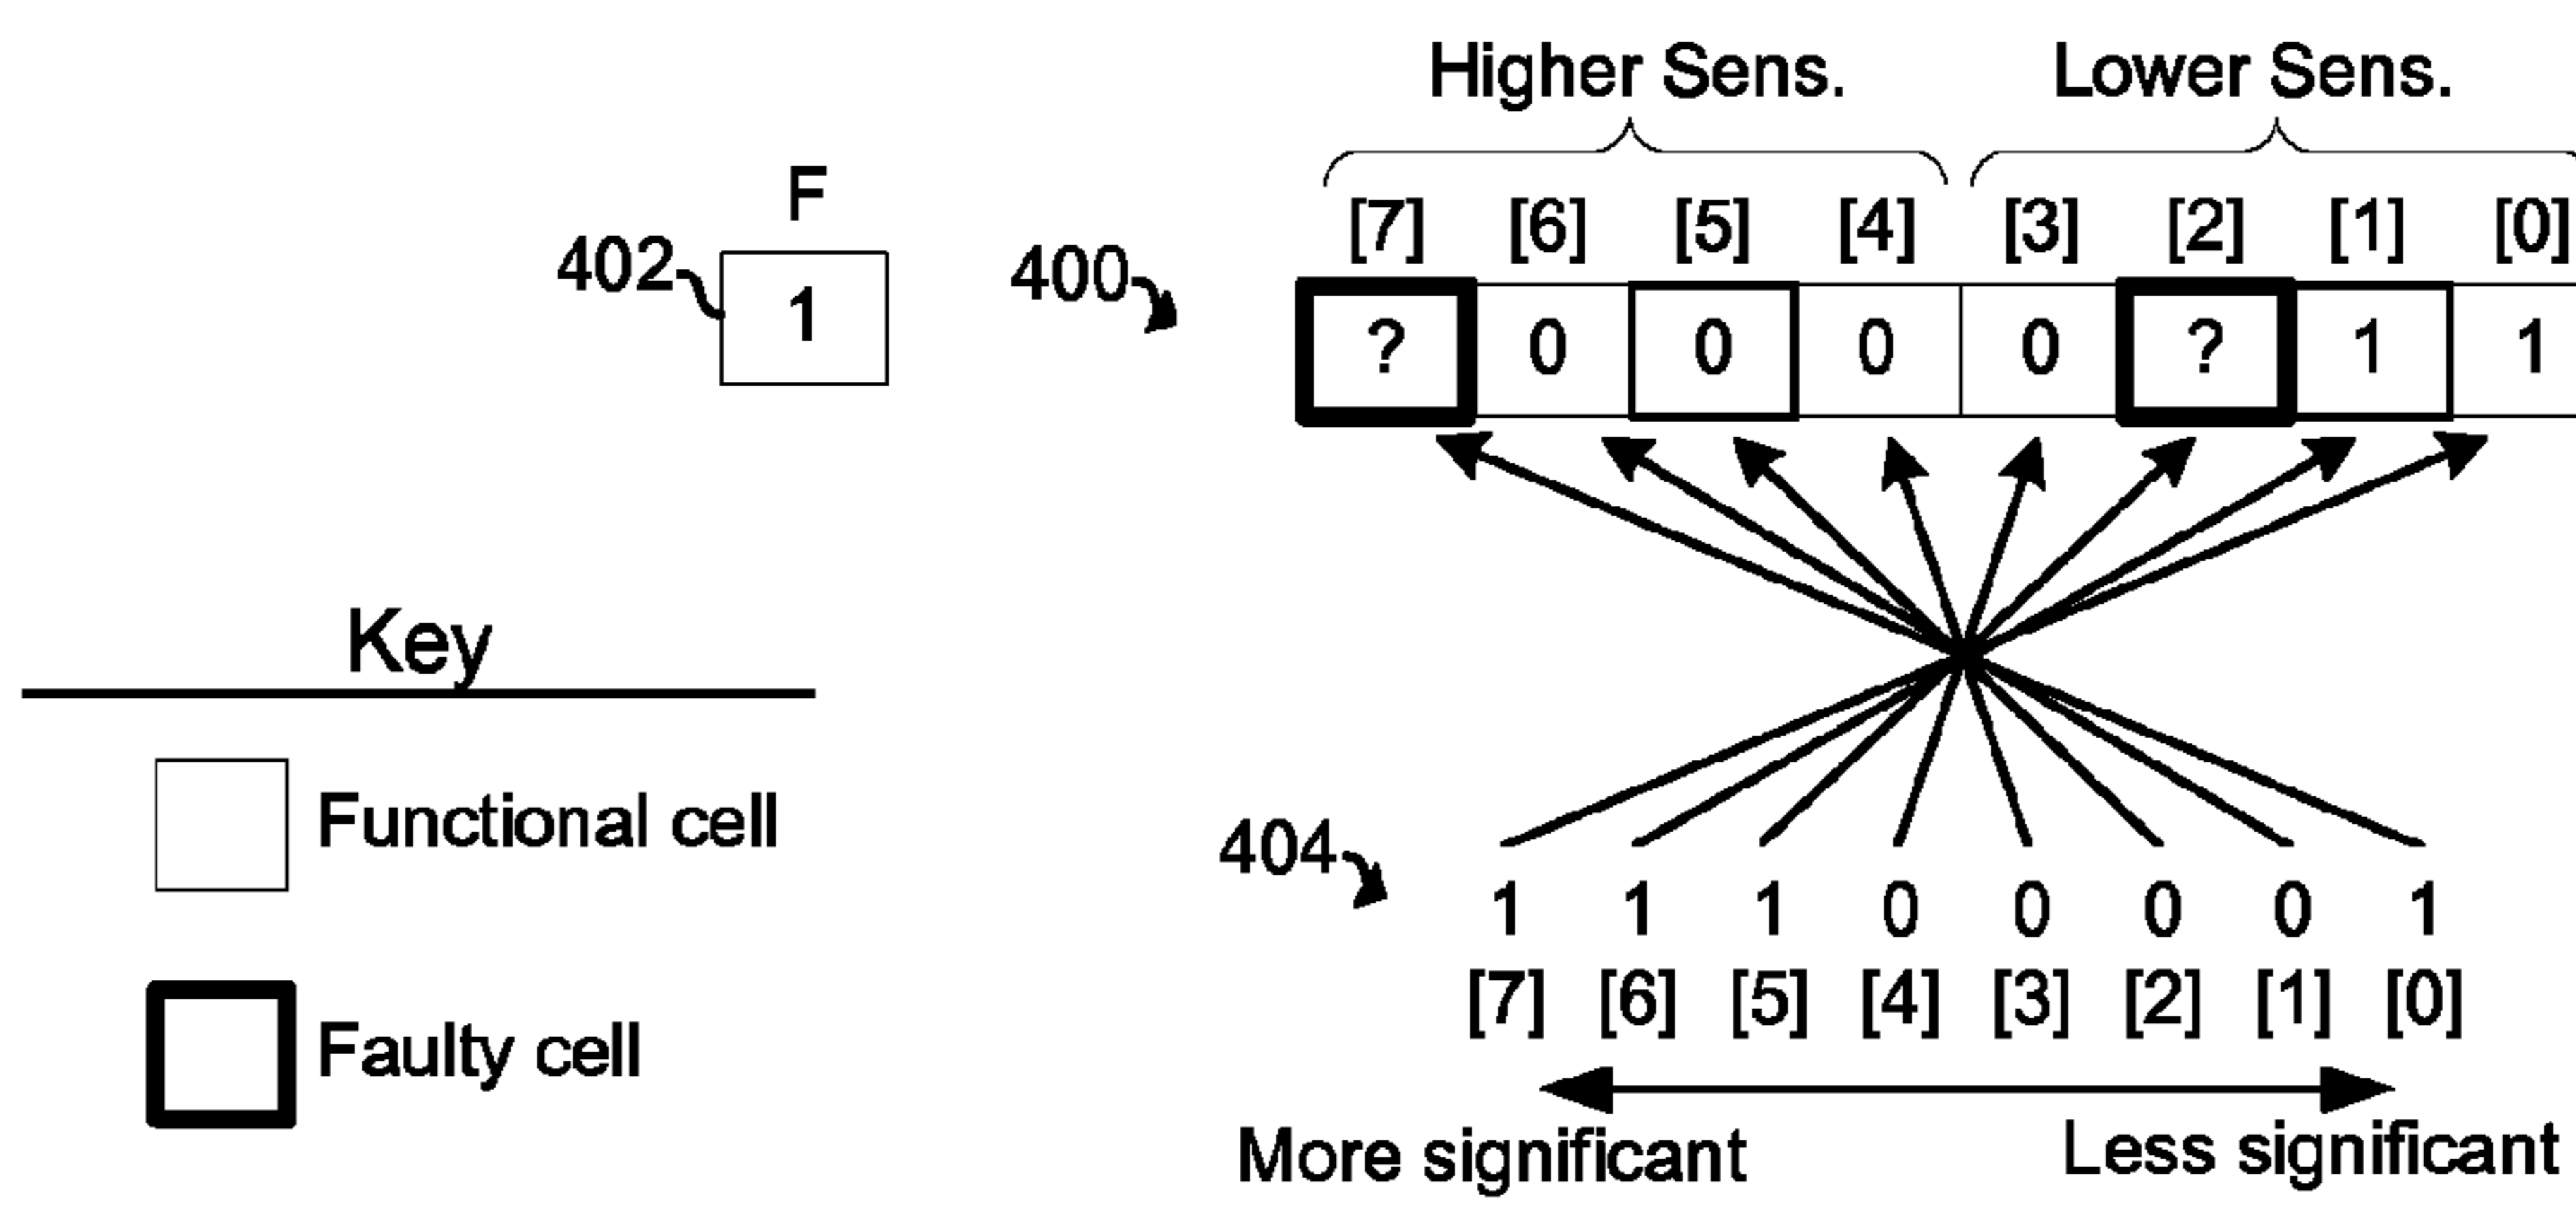 Higher Sens. Lower Sens.
F
402
1
400
[7] [6] [5] [4] [3] [2] [1] [0]
? 0 0 0 0 ? 1 1
Key
Functional cell
Faulty cell
404
1 1 1 0 0 0 0 1
[7] [6] [5] [4] [3] [2] [1] [0]
More significant Less significant